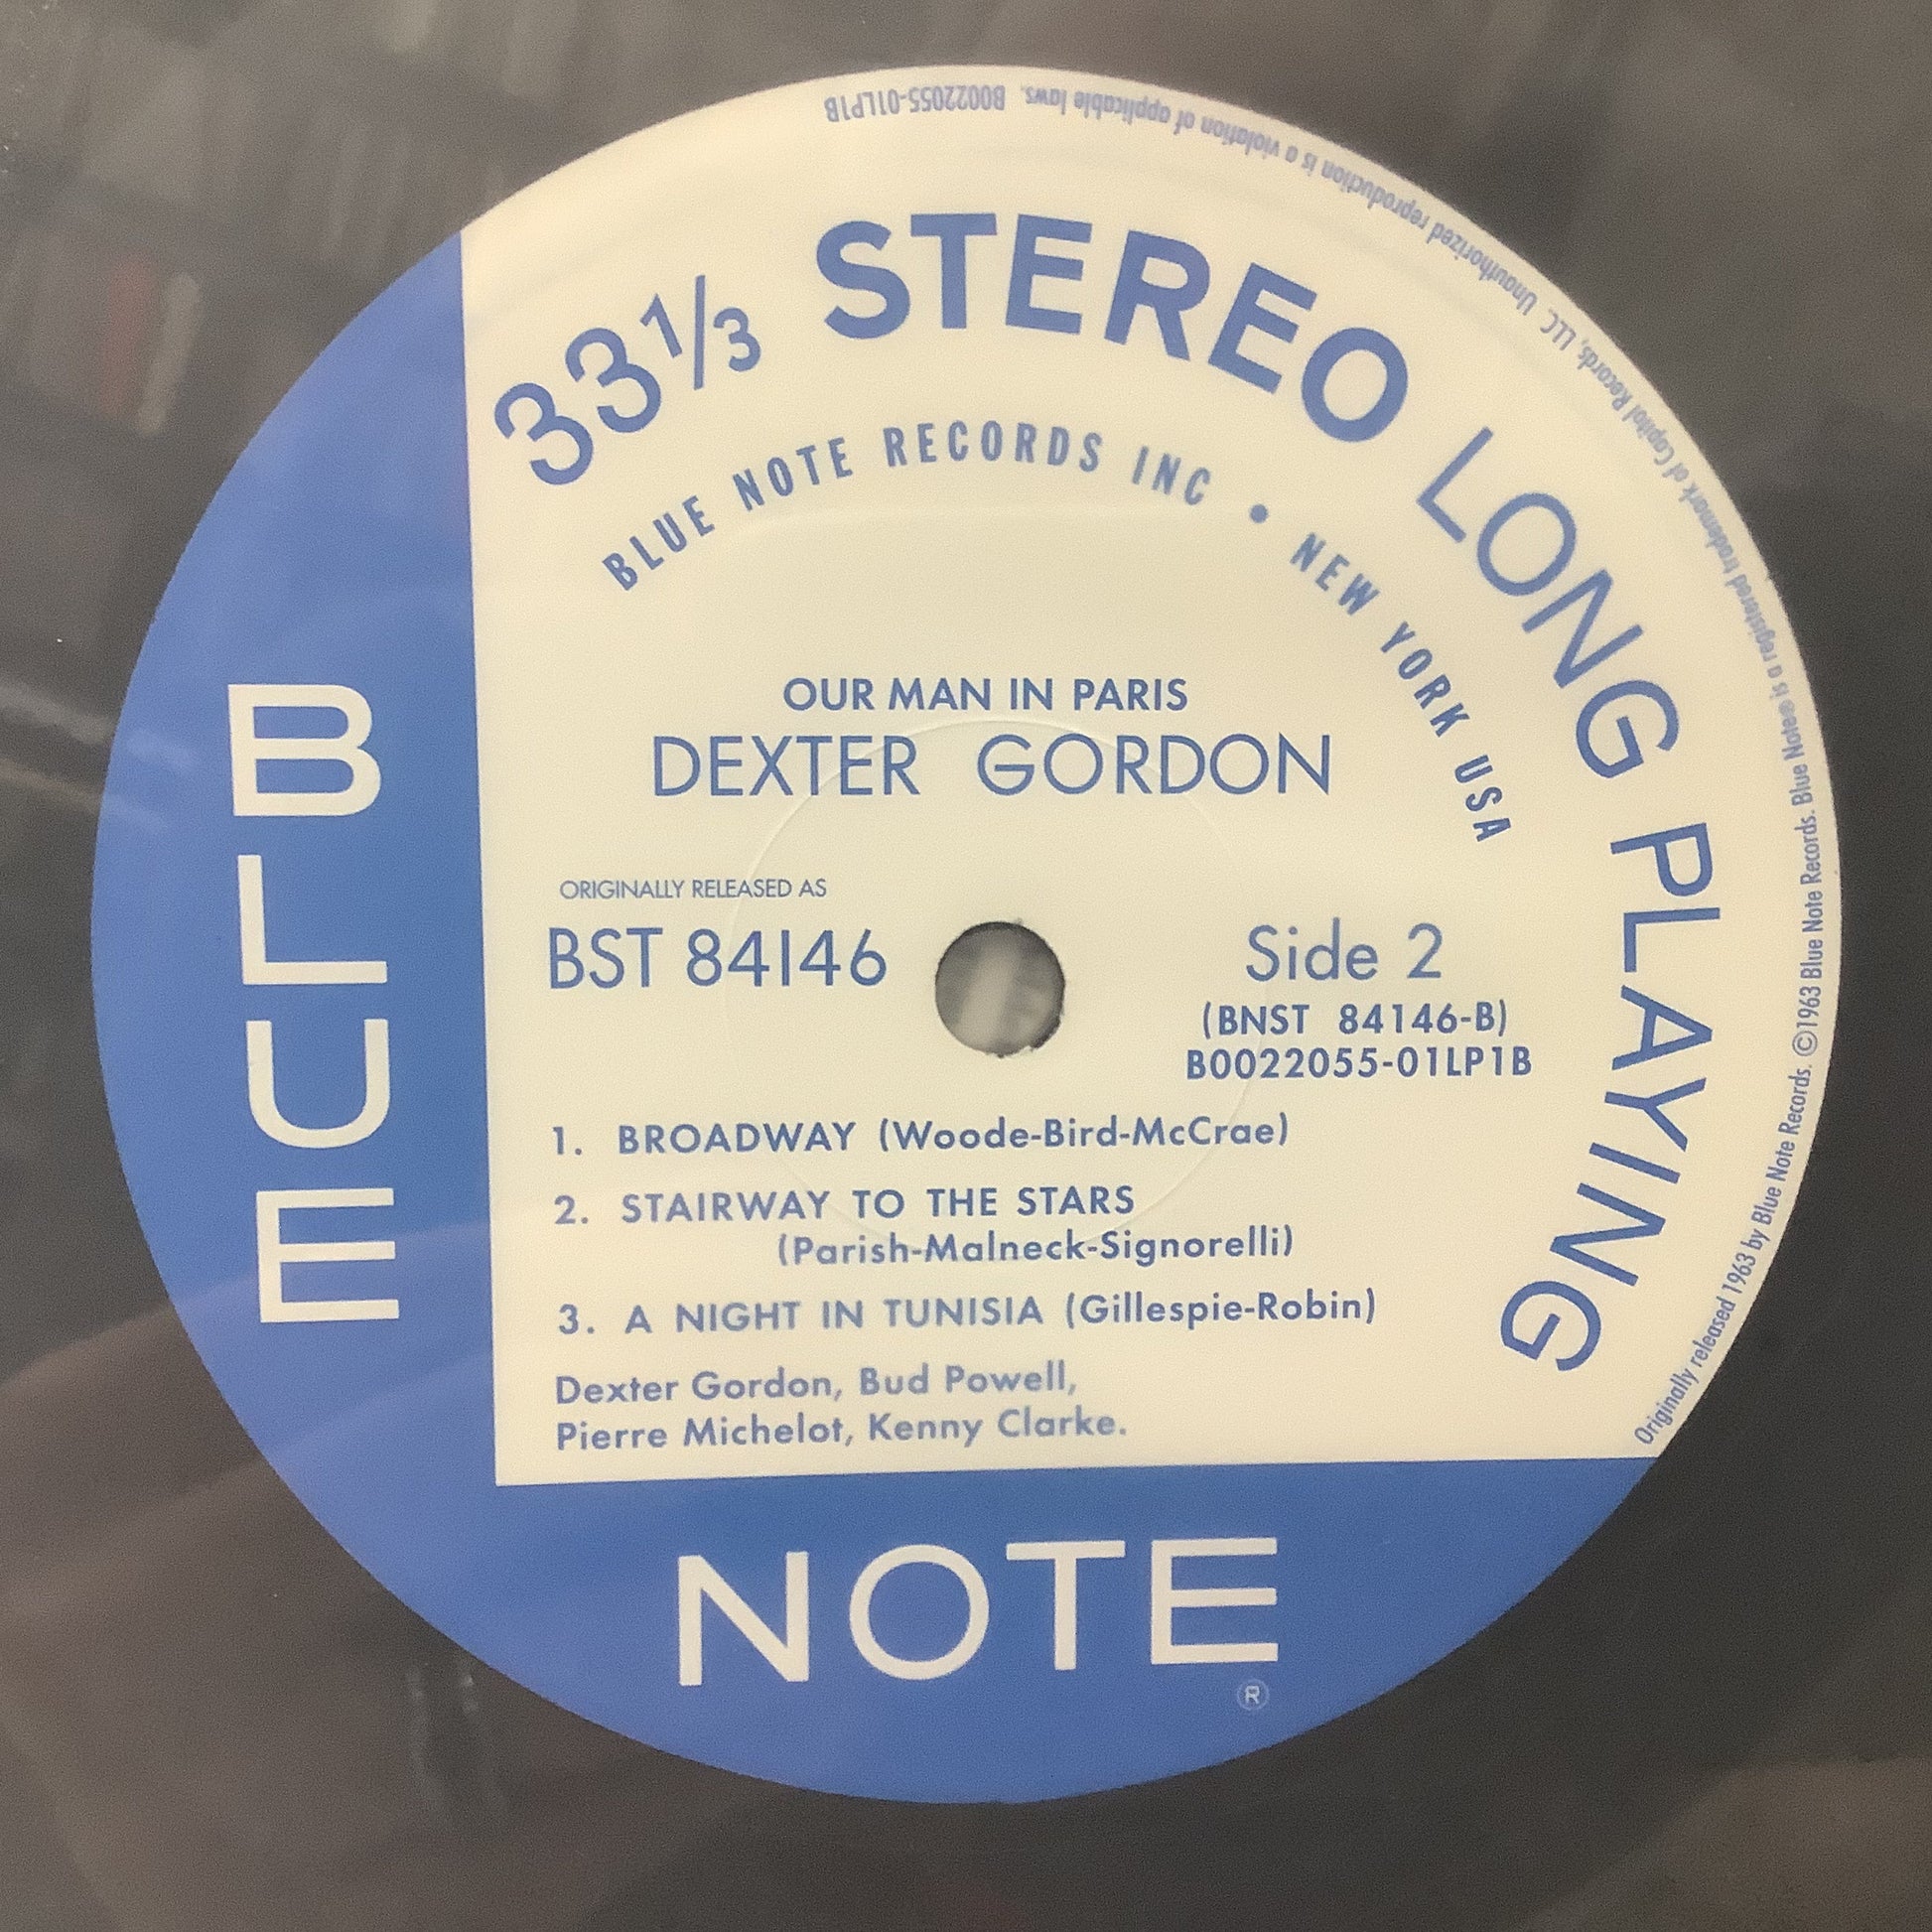 33⅓ STEREO LONG PLAYING
BLUE NOTE RECORDS INC • NEW YORK USA
OUR MAN IN PARIS
DEXTER GORDON
ORIGINALLY RELEASED AS
BST 84146
Side 2
(BNST 84146-B)
B0022055-01LP1B
1. BROADWAY (Woode-Bird-McCrae)
2. STAIRWAY TO THE STARS
(Parish-Malneck-Signorelli)
3. A NIGHT IN TUNISIA (Gillespie-Robin)
Dexter Gordon, Bud Powell,
Pierre Michelot, Kenny Clarke.
BLUE
NOTE
®
Originally released 1963 by Blue Note Records. ©1963 Blue Note Records. Blue Note® is a registered trademark of Capitol Records, LLC. Unauthorized reproduction is a violation of applicable laws. B0022055-01LP1B